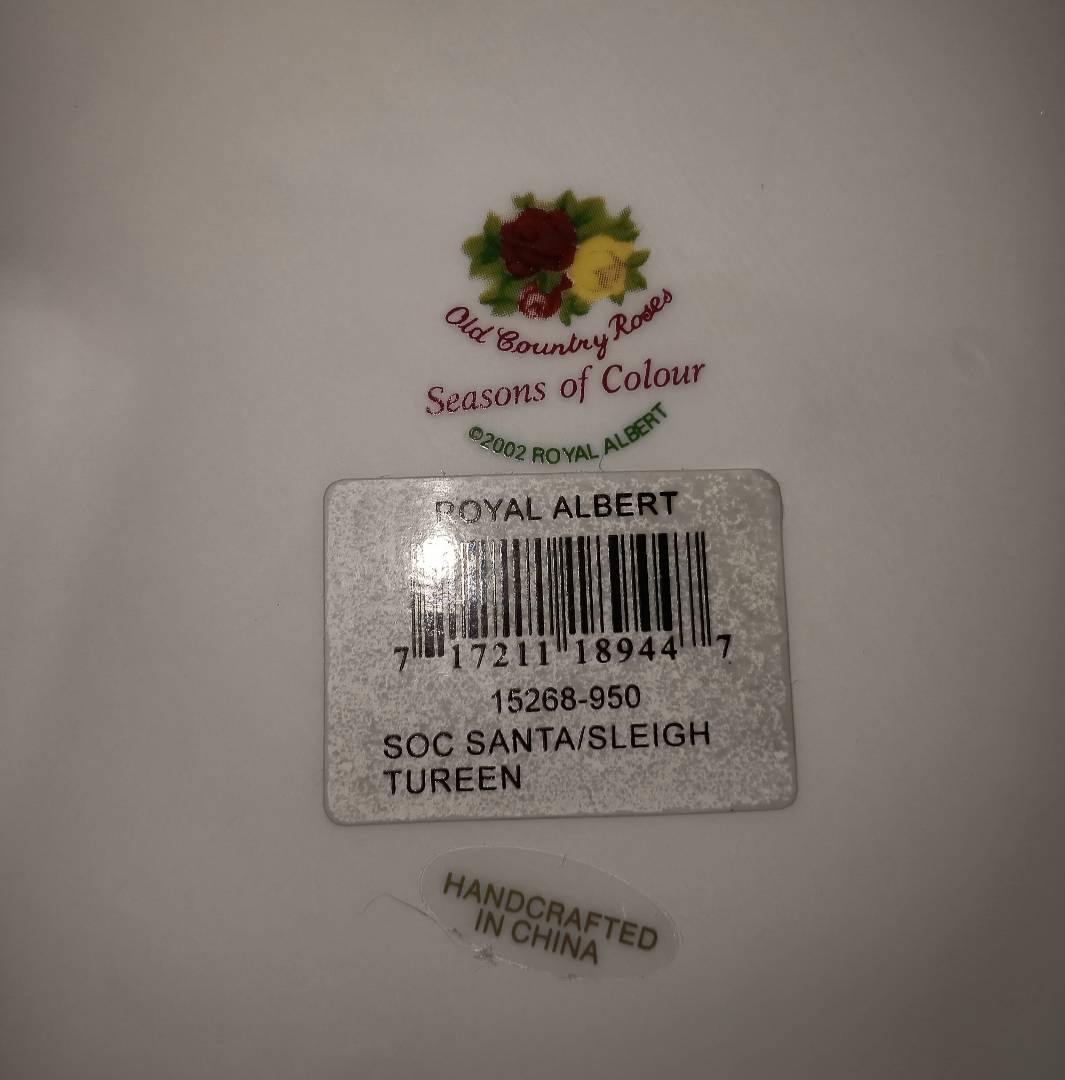 Old Country Roses
Seasons of Colour
©2002 ROYAL ALBERT
ROYAL ALBERT
7 17211 18944 7
15268-950
SOC SANTA/SLEIGH
TUREEN
HANDCRAFTED
IN CHINA